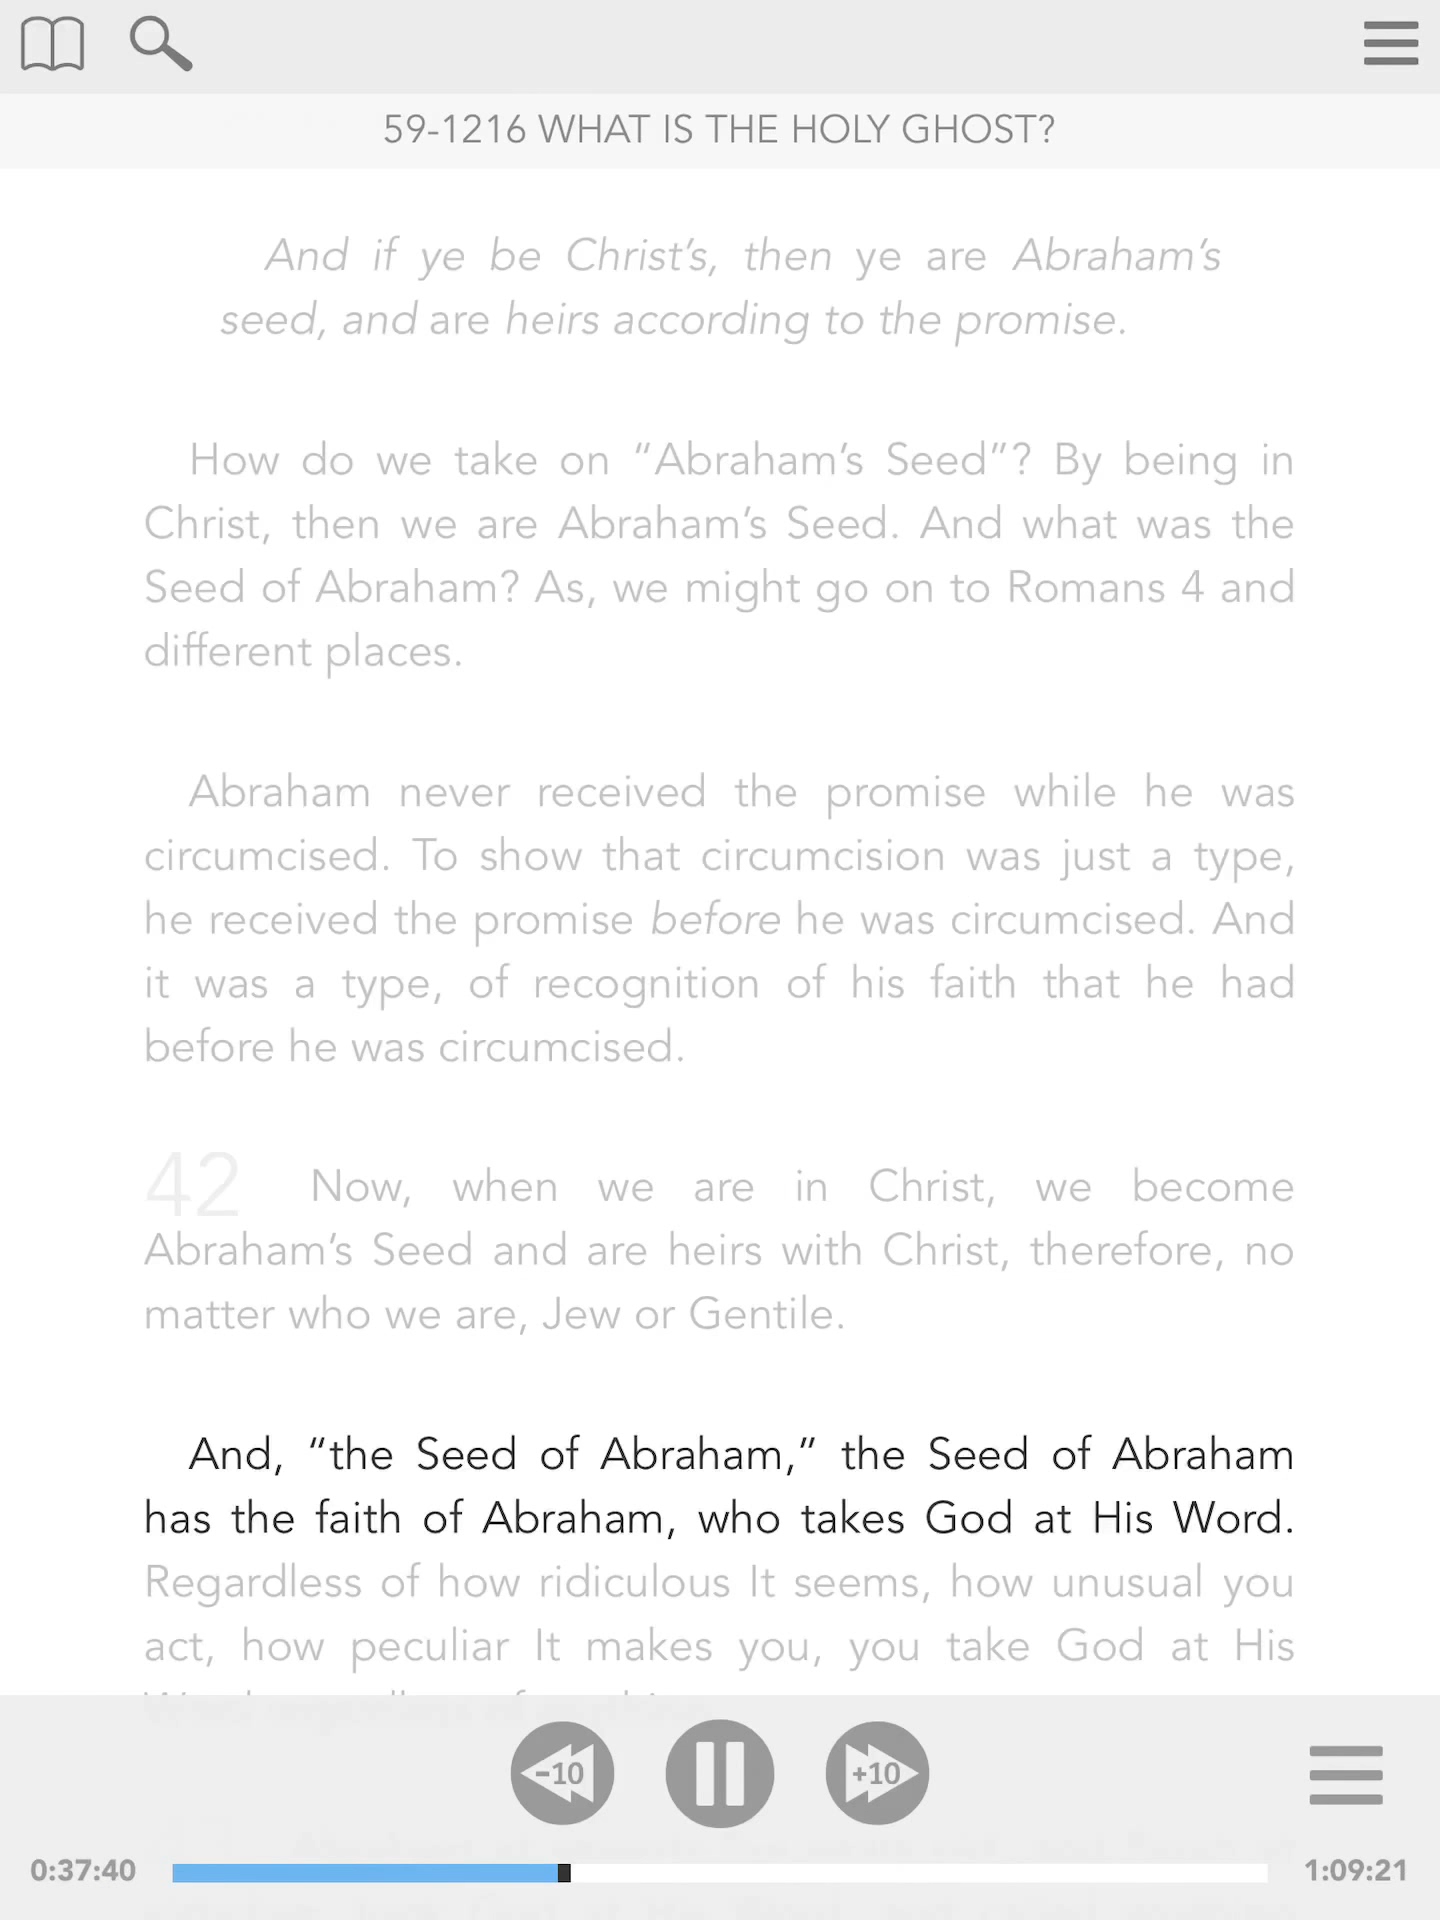 59-1216 WHAT IS THE HOLY GHOST?
And if ye be Christ’s, then ye are Abraham’s
seed, and are heirs according to the promise.
How do we take on “Abraham’s Seed”? By being in
Christ, then we are Abraham’s Seed. And what was the
Seed of Abraham? As, we might go on to Romans 4 and
different places.
Abraham never received the promise while he was
circumcised. To show that circumcision was just a type,
he received the promise before he was circumcised. And
it was a type, of recognition of his faith that he had
before he was circumcised.
42 Now, when we are in Christ, we become
Abraham’s Seed and are heirs with Christ, therefore, no
matter who we are, Jew or Gentile.
And, “the Seed of Abraham,” the Seed of Abraham
has the faith of Abraham, who takes God at His Word.
Regardless of how ridiculous It seems, how unusual you
act, how peculiar It makes you, you take God at His
-10 +10
0:37:40 1:09:21